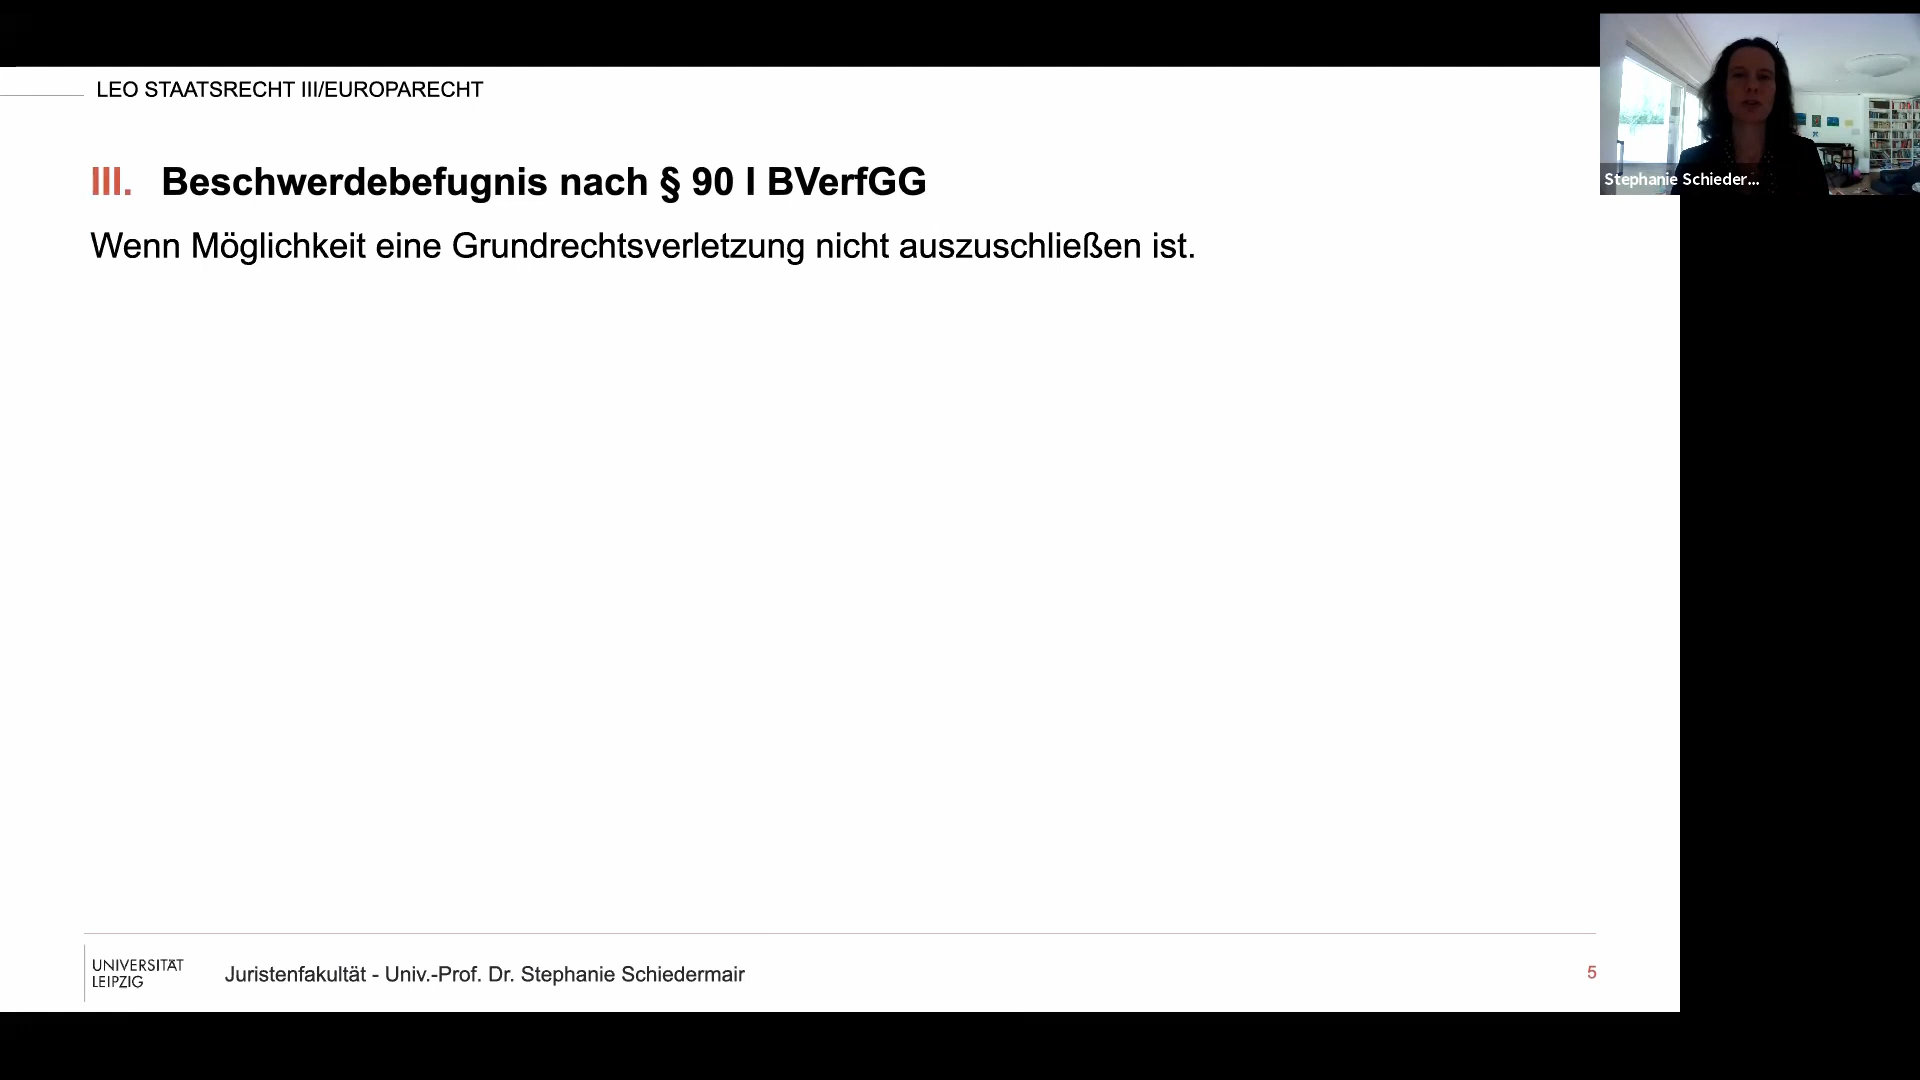 LEO STAATSRECHT III/EUROPARECHT
III. Beschwerdebefugnis nach § 90 I BVerfGG
Wenn Möglichkeit eine Grundrechtsverletzung nicht auszuschließen ist.
Stephanie Schieder...
UNIVERSITÄT
LEIPZIG
Juristenfakultät - Univ.-Prof. Dr. Stephanie Schiedermair
5